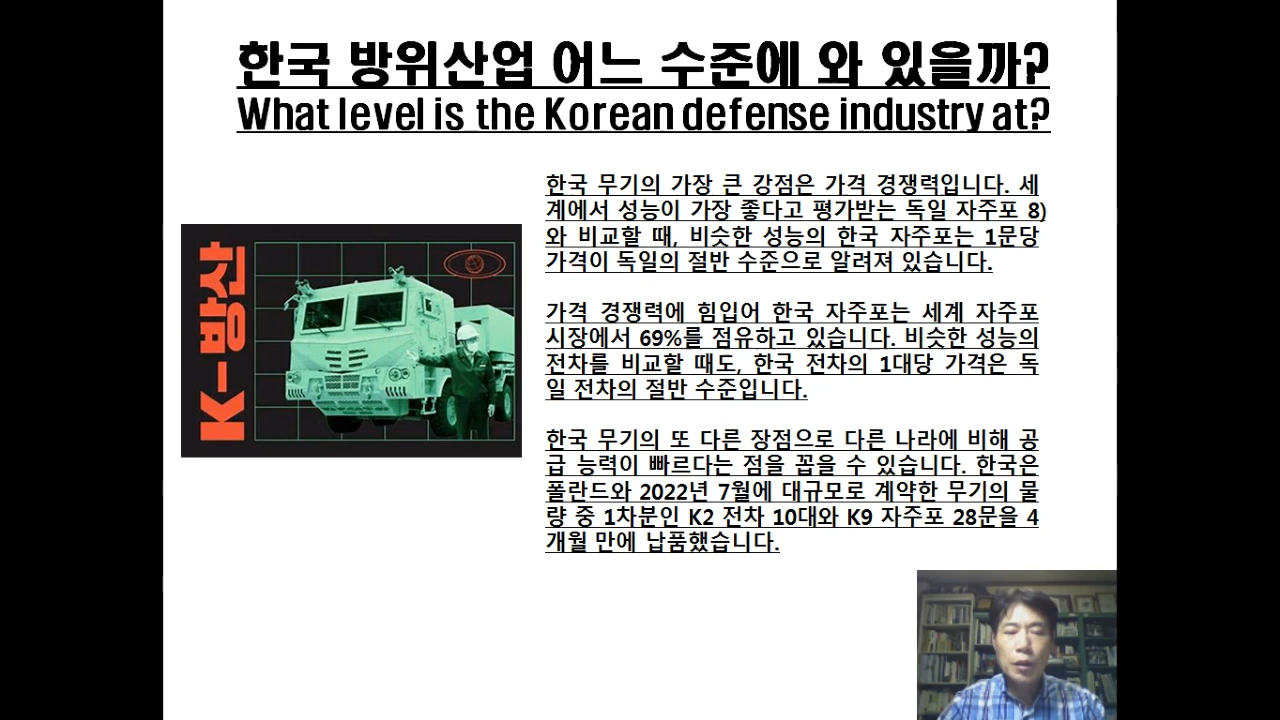 한국 방위산업 어느 수준에 와 있을까?
What level is the Korean defense industry at?
K-방산
한국 무기의 가장 큰 강점은 가격 경쟁력입니다. 세
계에서 성능이 가장 좋다고 평가받는 독일 자주포 8)
와 비교할 때, 비슷한 성능의 한국 자주포는 1문당
가격이 독일의 절반 수준으로 알려져 있습니다.
가격 경쟁력에 힘입어 한국 자주포는 세계 자주포
시장에서 69%를 점유하고 있습니다. 비슷한 성능의
전차를 비교할 때도, 한국 전차의 1대당 가격은 독
일 전차의 절반 수준입니다.
한국 무기의 또 다른 장점으로 다른 나라에 비해 공
급 능력이 빠르다는 점을 꼽을 수 있습니다. 한국은
폴란드와 2022년 7월에 대규모로 계약한 무기의 물
량 중 1차분인 K2 전차 10대와 K9 자주포 28문을 4
개월 만에 납품했습니다.